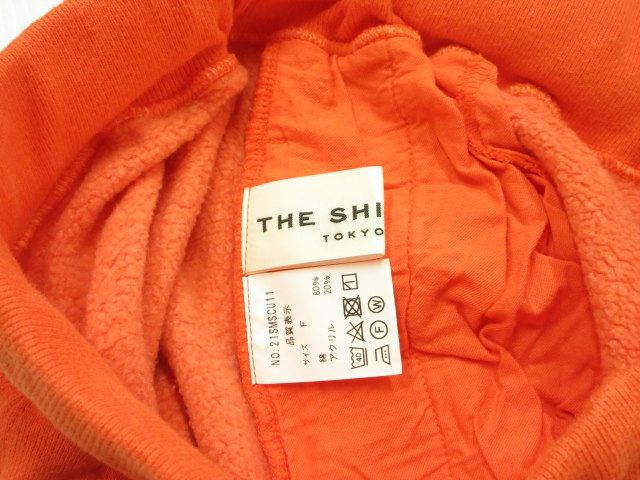 THE SHI
TOKYO
NO.21SMSCU11
品質表示
サイズ F
綿 80%
アクリル 20%
40
F W